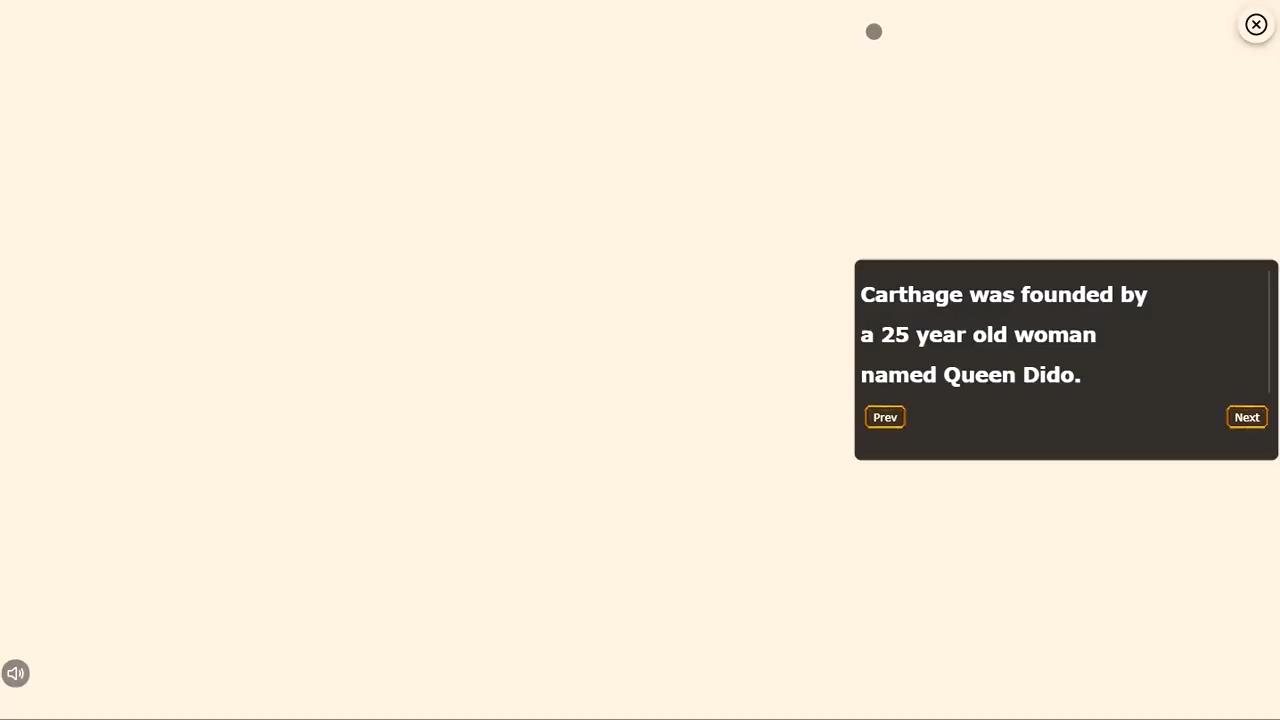 Carthage was founded by
a 25 year old woman
named Queen Dido.
Prev
Next